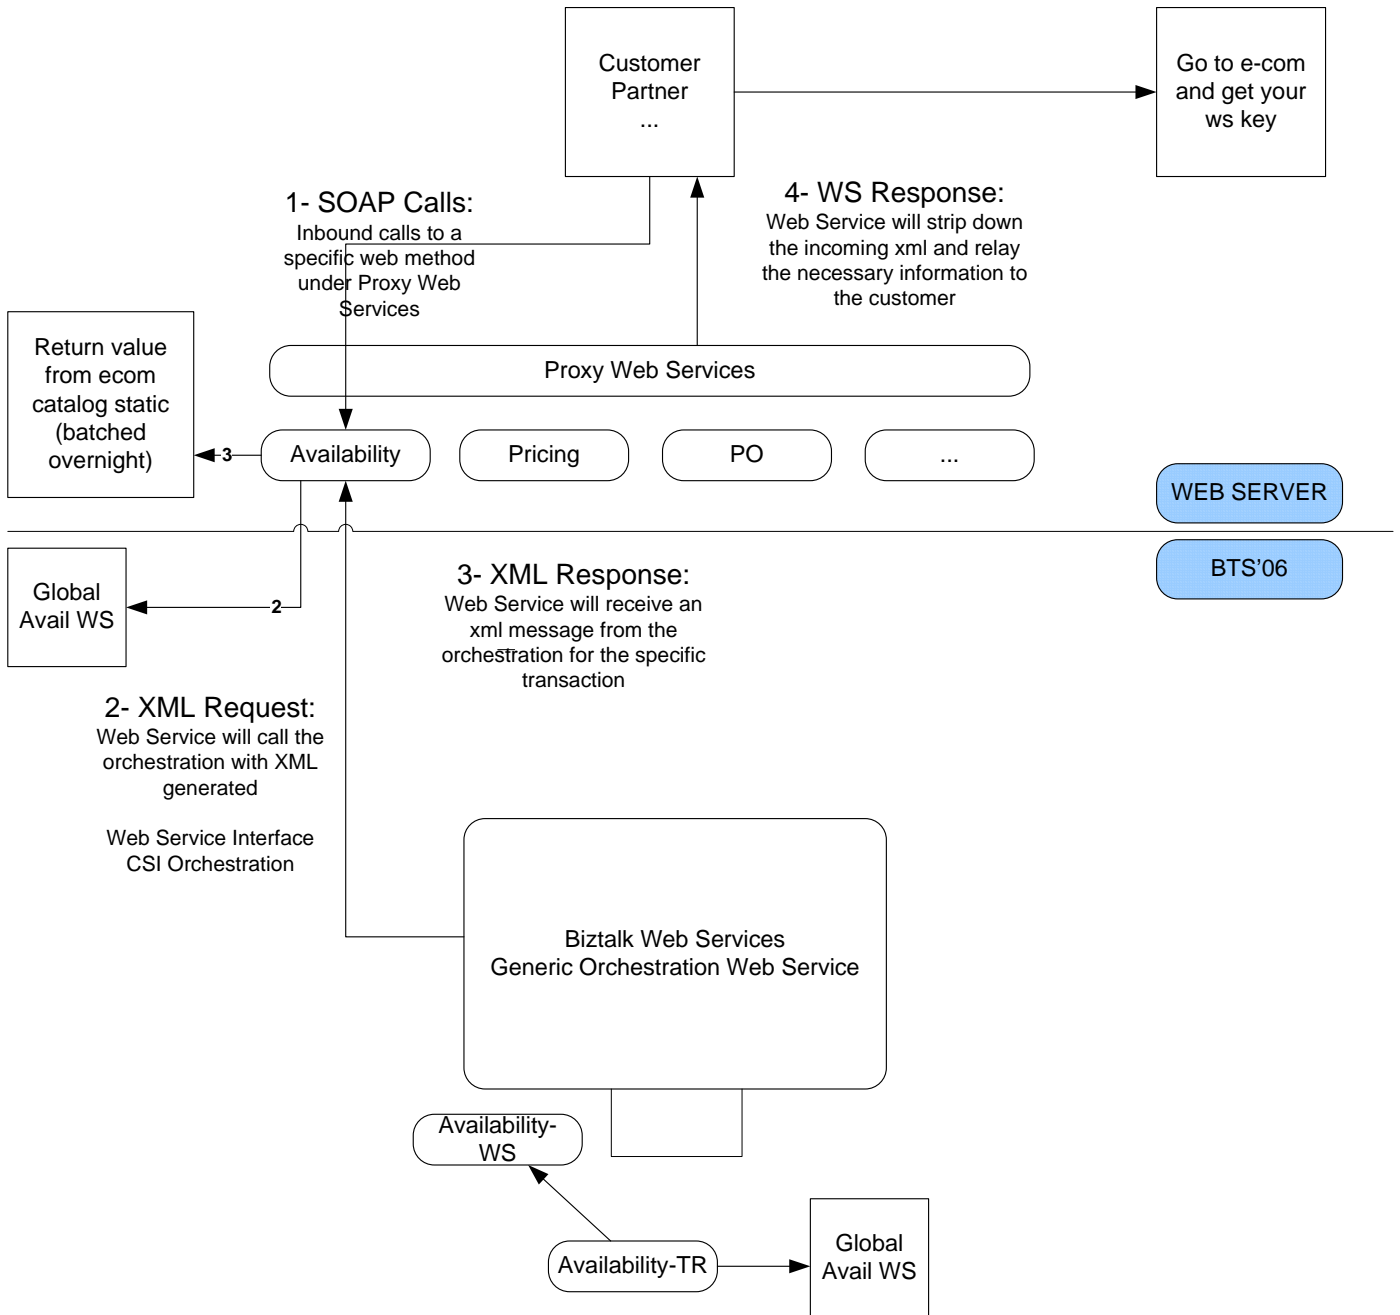 Customer
Partner
...
Go to e-com
and get your
ws key
1- SOAP Calls:
Inbound calls to a
specific web method
under Proxy Web
Services
4- WS Response:
Web Service will strip down
the incoming xml and relay
the necessary information to
the customer
Return value
from ecom
catalog static
(batched
overnight)
Proxy Web Services
3
Availability
Pricing
PO
...
WEB SERVER
BTS'06
Global
Avail WS
2
3- XML Response:
Web Service will receive an
xml message from the
orchestration for the specific
transaction
2- XML Request:
Web Service will call the
orchestration with XML
generated
Web Service Interface
CSI Orchestration
Biztalk Web Services
Generic Orchestration Web Service
Availability-
WS
Availability-TR
Global
Avail WS